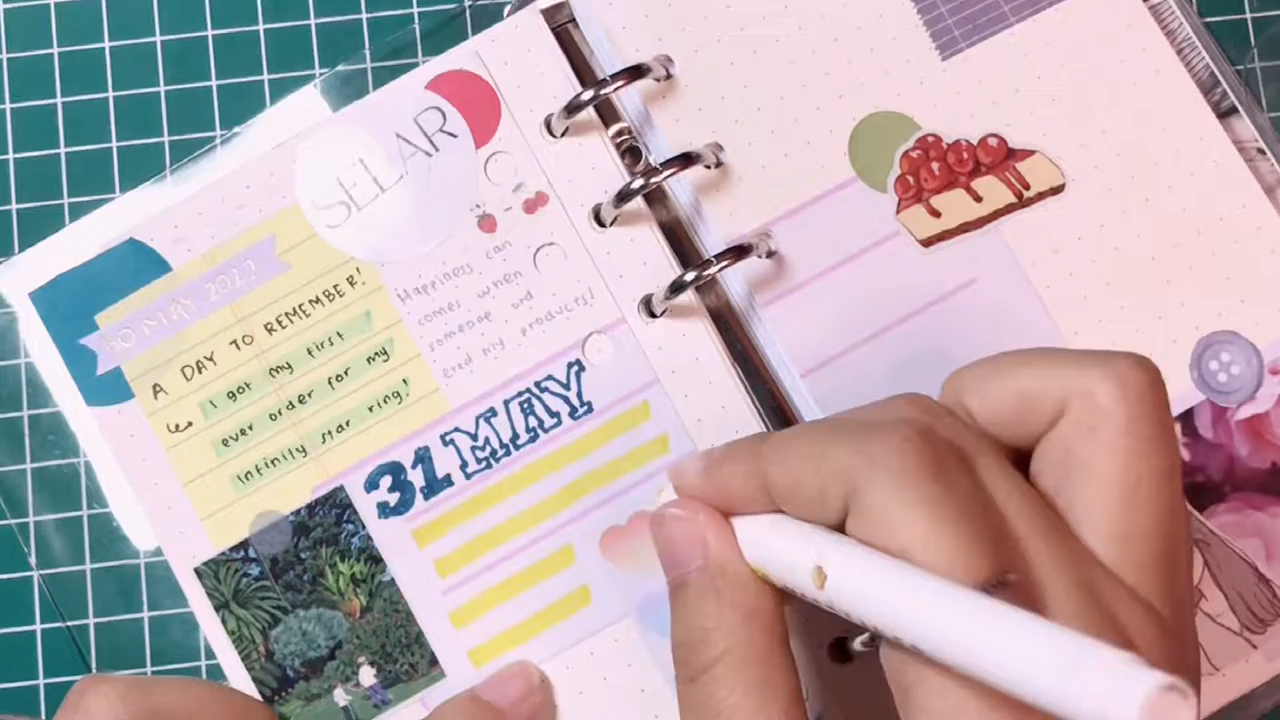 SELAR
30 MAY 2022
A DAY TO REMEMBER!
I got my first
ever order for my
infinity star ring!
Happiness can
comes when
someone ord
ered my products!
31 MAY